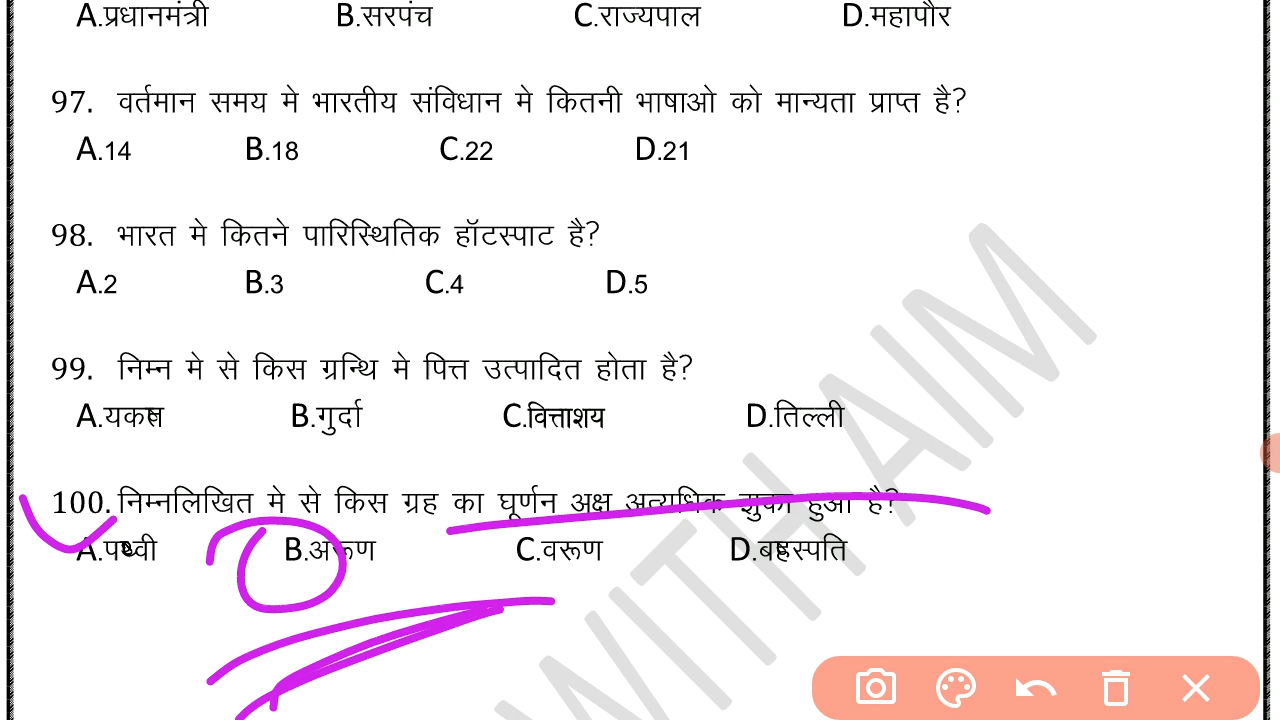 A.प्रधानमंत्री B.सरपंच C.राज्यपाल D.महापौर
97. वर्तमान समय मे भारतीय संविधान मे कितनी भाषाओ को मान्यता प्राप्त है?
A.14 B.18 C.22 D.21
98. भारत मे कितने पारिस्थितिक हॉटस्पाट है?
A.2 B.3 C.4 D.5
99. निम्न मे से किस ग्रन्थि मे पित्त उत्पादित होता है?
A.यकृत B.गुर्दा C.वित्ताशय D.तिल्ली
100. निम्नलिखित मे से किस ग्रह का घूर्णन अक्ष अत्यधिक झुका हुआ है?
A.पृथ्वी B.अरूण C.वरूण D.बृहस्पति
WITH AIM